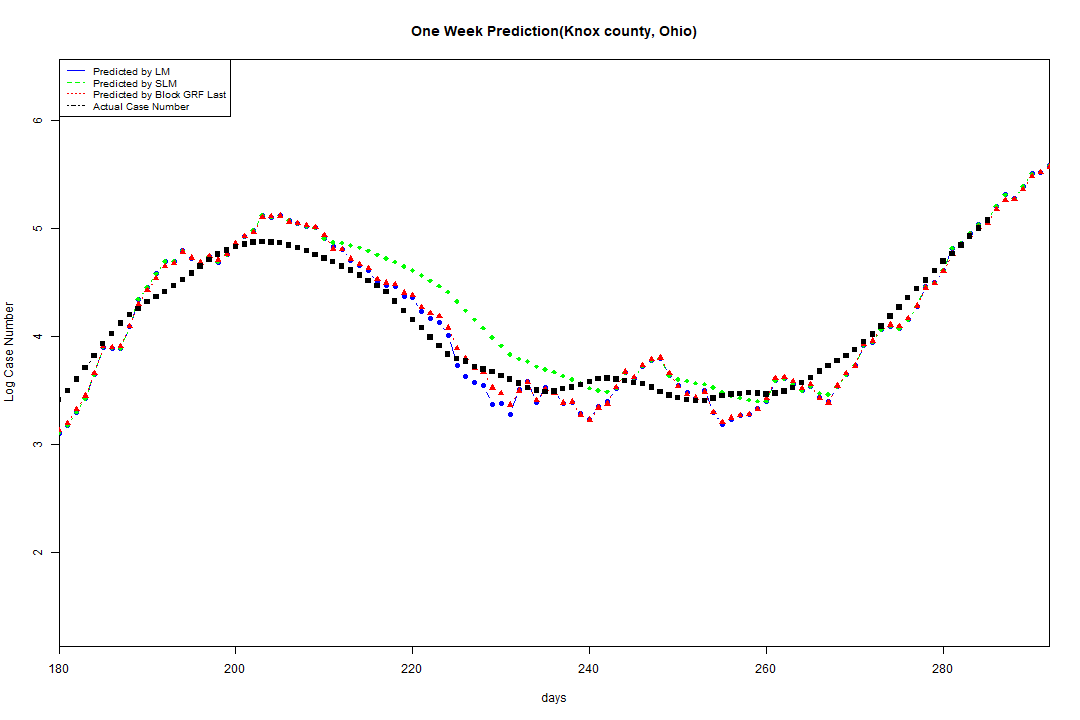 One Week Prediction(Knox county, Ohio)
Predicted by LM
Predicted by SLM
Predicted by Block GRF Last
Actual Case Number
6
5
4
3
2
Log Case Number
180 200 220 240 260 280
days